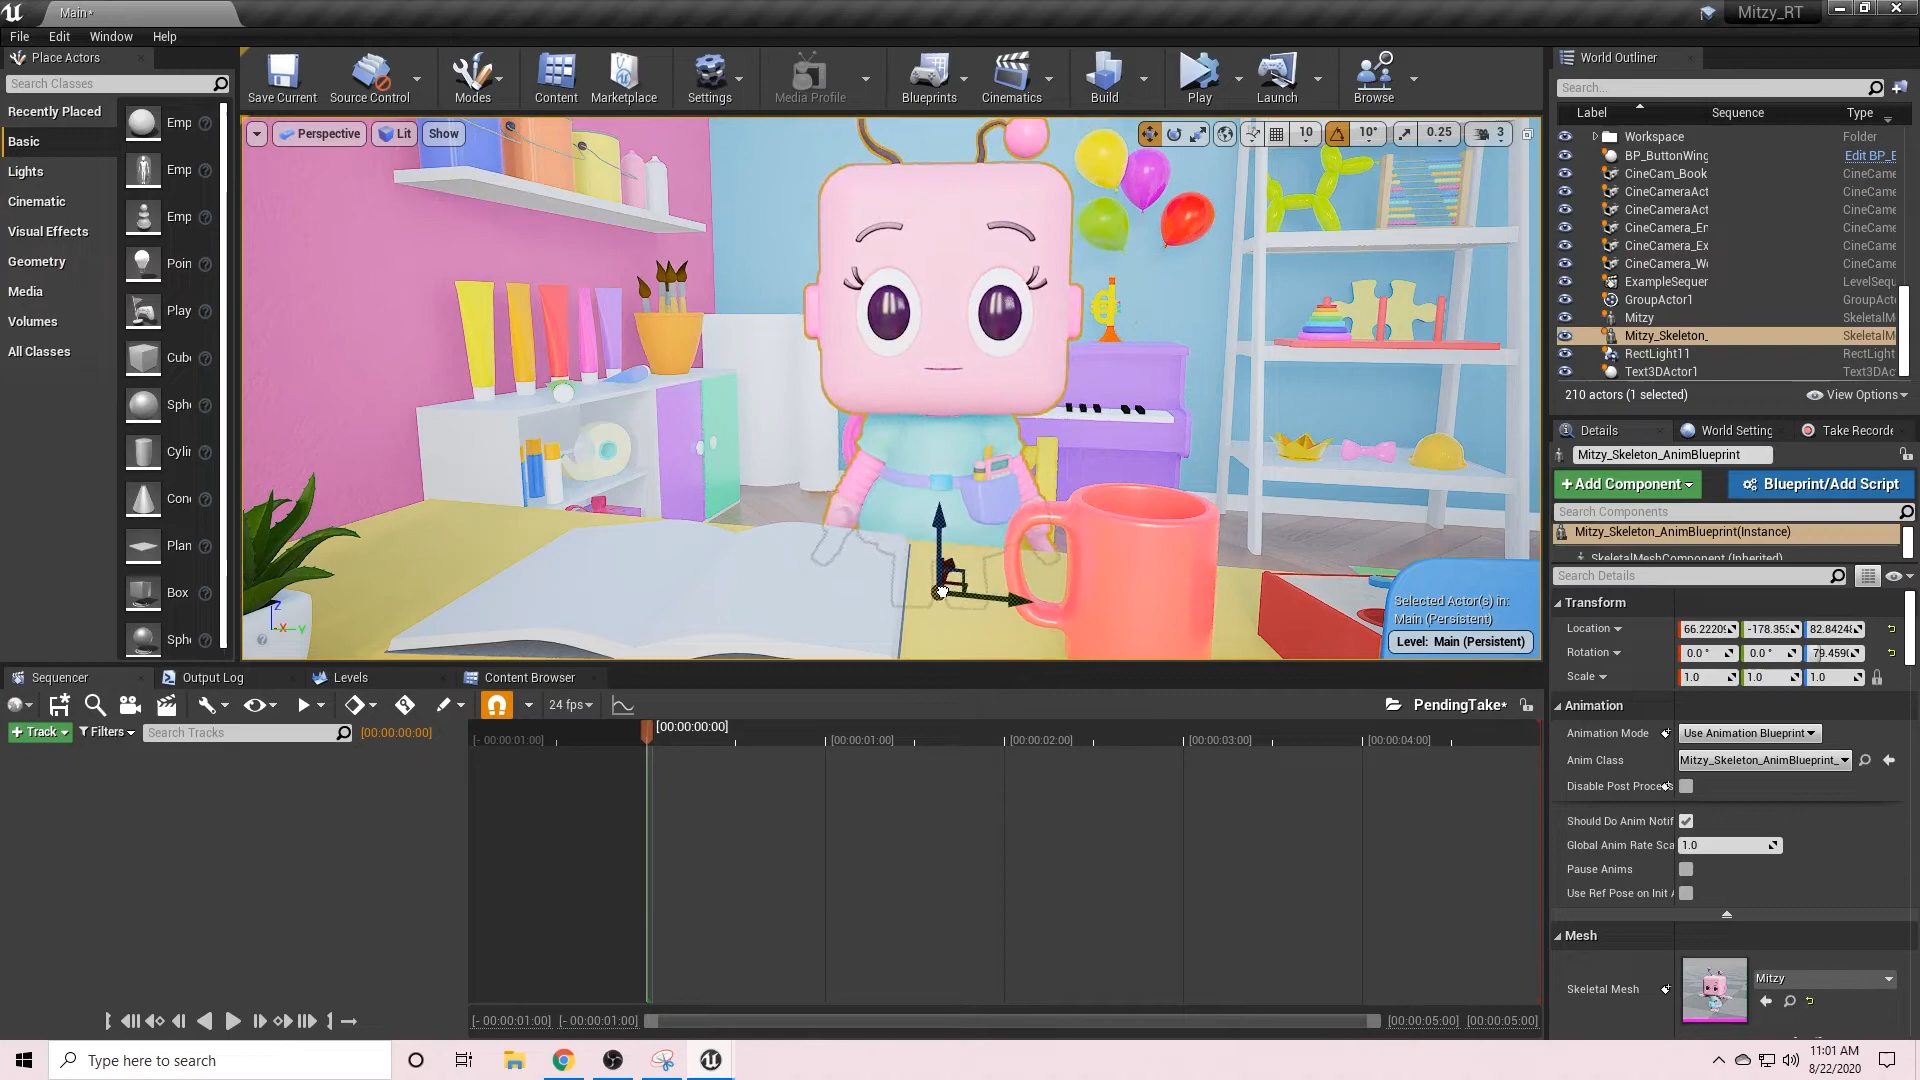 Main*
Mitzy_RT
File Edit Window Help
Place Actors
Search Classes
Recently Placed
Basic
Lights
Cinematic
Visual Effects
Geometry
Media
Volumes
All Classes
Emp
Emp
Emp
Poin
Play
Cube
Sphe
Cylin
Cone
Plan
Box
Sphe
Save Current
Source Control
Modes
Content
Marketplace
Settings
Media Profile
Blueprints
Cinematics
Build
Play
Launch
Browse
Perspective
Lit
Show
10
10°
0.25
3
Selected Actor(s) in:
Main (Persistent)
Level: Main (Persistent)
World Outliner
Search...
Label Sequence Type
Workspace Folder
BP_ButtonWing Edit BP_E
CineCam_Book CineCame
CineCameraAct CineCame
CineCameraAct CineCame
CineCamera_En CineCame
CineCamera_Ex CineCame
CineCamera_We CineCame
ExampleSequer LevelSequ
GroupActor1 GroupActo
Mitzy SkeletalM
Mitzy_Skeleton_ SkeletalM
RectLight11 RectLight
Text3DActor1 Text3DAc
210 actors (1 selected)
View Options
Details
World Setting
Take Recorde
Mitzy_Skeleton_AnimBlueprint
+Add Component
Blueprint/Add Script
Search Components
Mitzy_Skeleton_AnimBlueprint(Instance)
SkeletalMeshComponent (Inherited)
Search Details
Transform
Location 66.22209 -178.353 82.84248
Rotation 0.0 ° 0.0 ° 79.4590
Scale 1.0 1.0 1.0
Animation
Animation Mode Use Animation Blueprint
Anim Class Mitzy_Skeleton_AnimBlueprint_
Disable Post Proces
Should Do Anim Notif
Global Anim Rate Sca 1.0
Pause Anims
Use Ref Pose on Init A
Mesh
Skeletal Mesh
Mitzy
Sequencer
Output Log
Levels
Content Browser
24 fps
PendingTake*
+ Track
Filters
Search Tracks
[00:00:00:00]
[00:00:00:00]
[- 00:00:01:00]
[00:00:01:00]
[00:00:02:00]
[00:00:03:00]
[00:00:04:00]
[- 00:00:01:00]
[- 00:00:01:00]
[00:00:05:00]
[00:00:05:00]
Type here to search
11:01 AM
8/22/2020
Z
X
Y